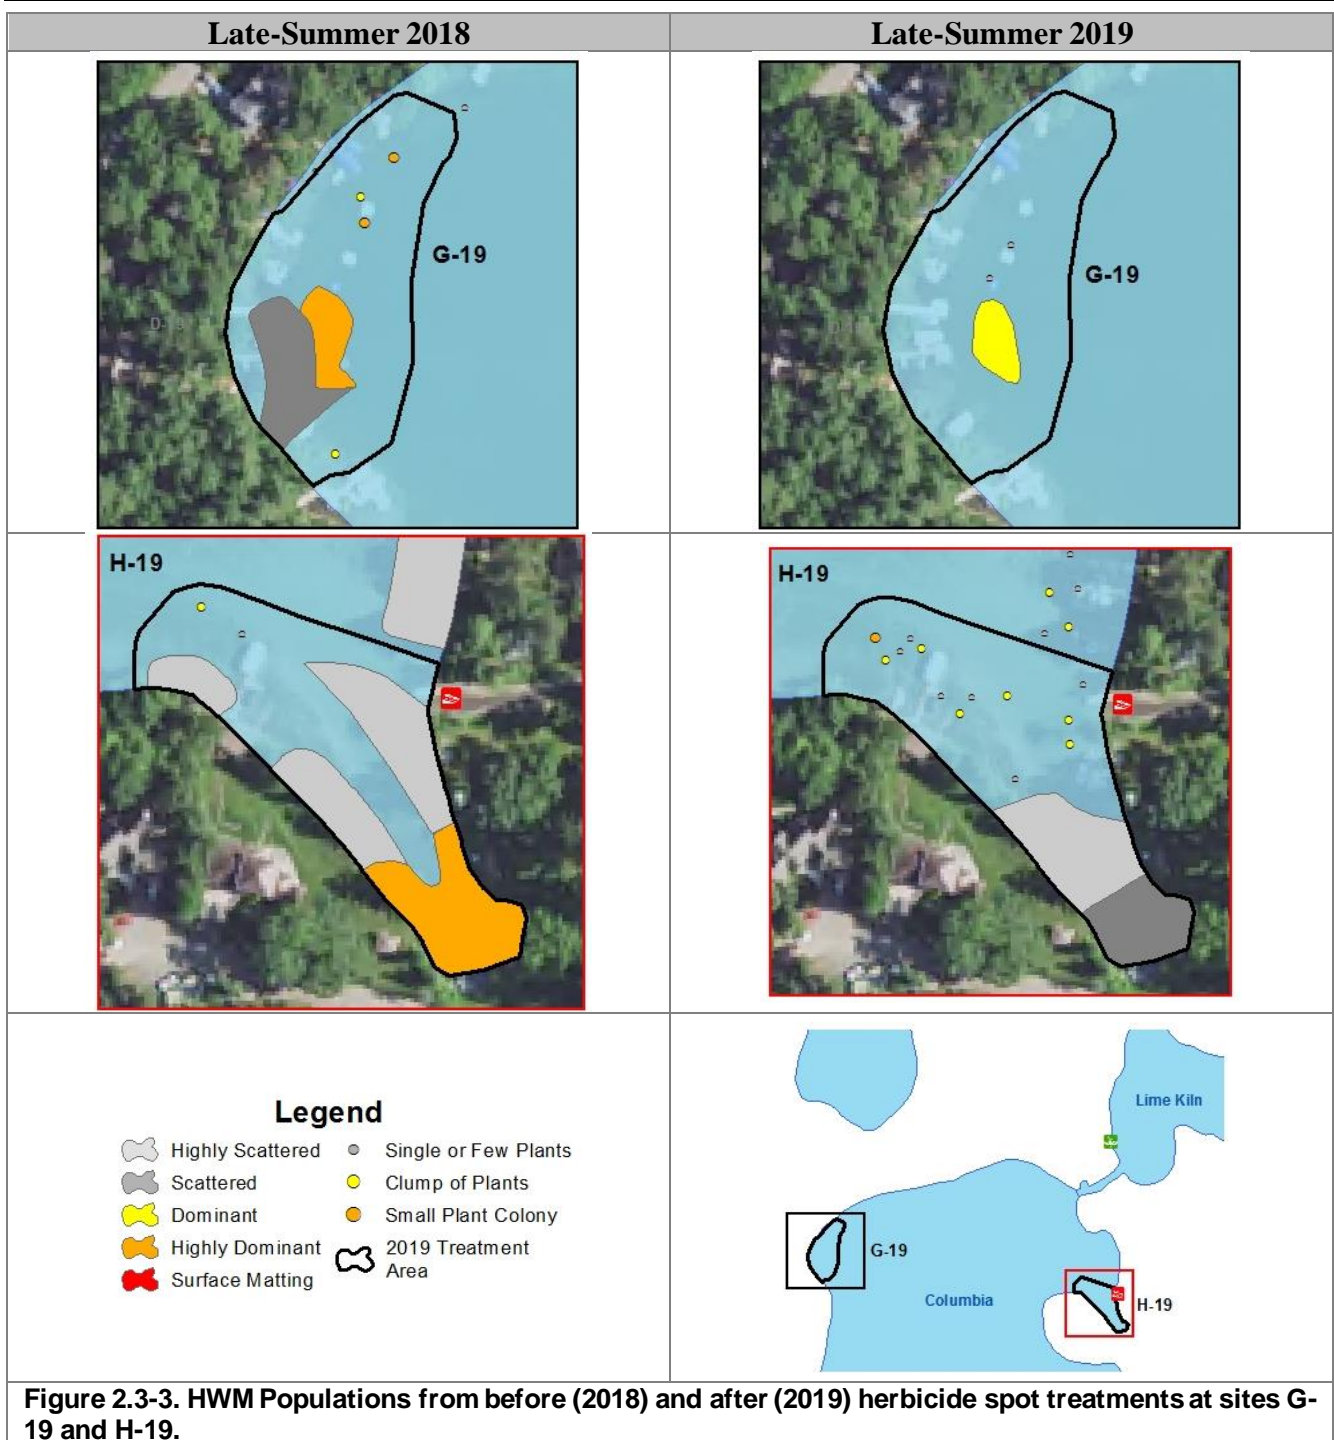 Late-Summer 2018
Late-Summer 2019
G-19
G-19
H-19
H-19
Legend
Highly Scattered
Scattered
Dominant
Highly Dominant
Surface Matting
Single or Few Plants
Clump of Plants
Small Plant Colony
2019 Treatment
Area
Lime Kiln
G-19
Columbia
H-19
Figure 2.3-3. HWM Populations from before (2018) and after (2019) herbicide spot treatments at sites G-
19 and H-19.